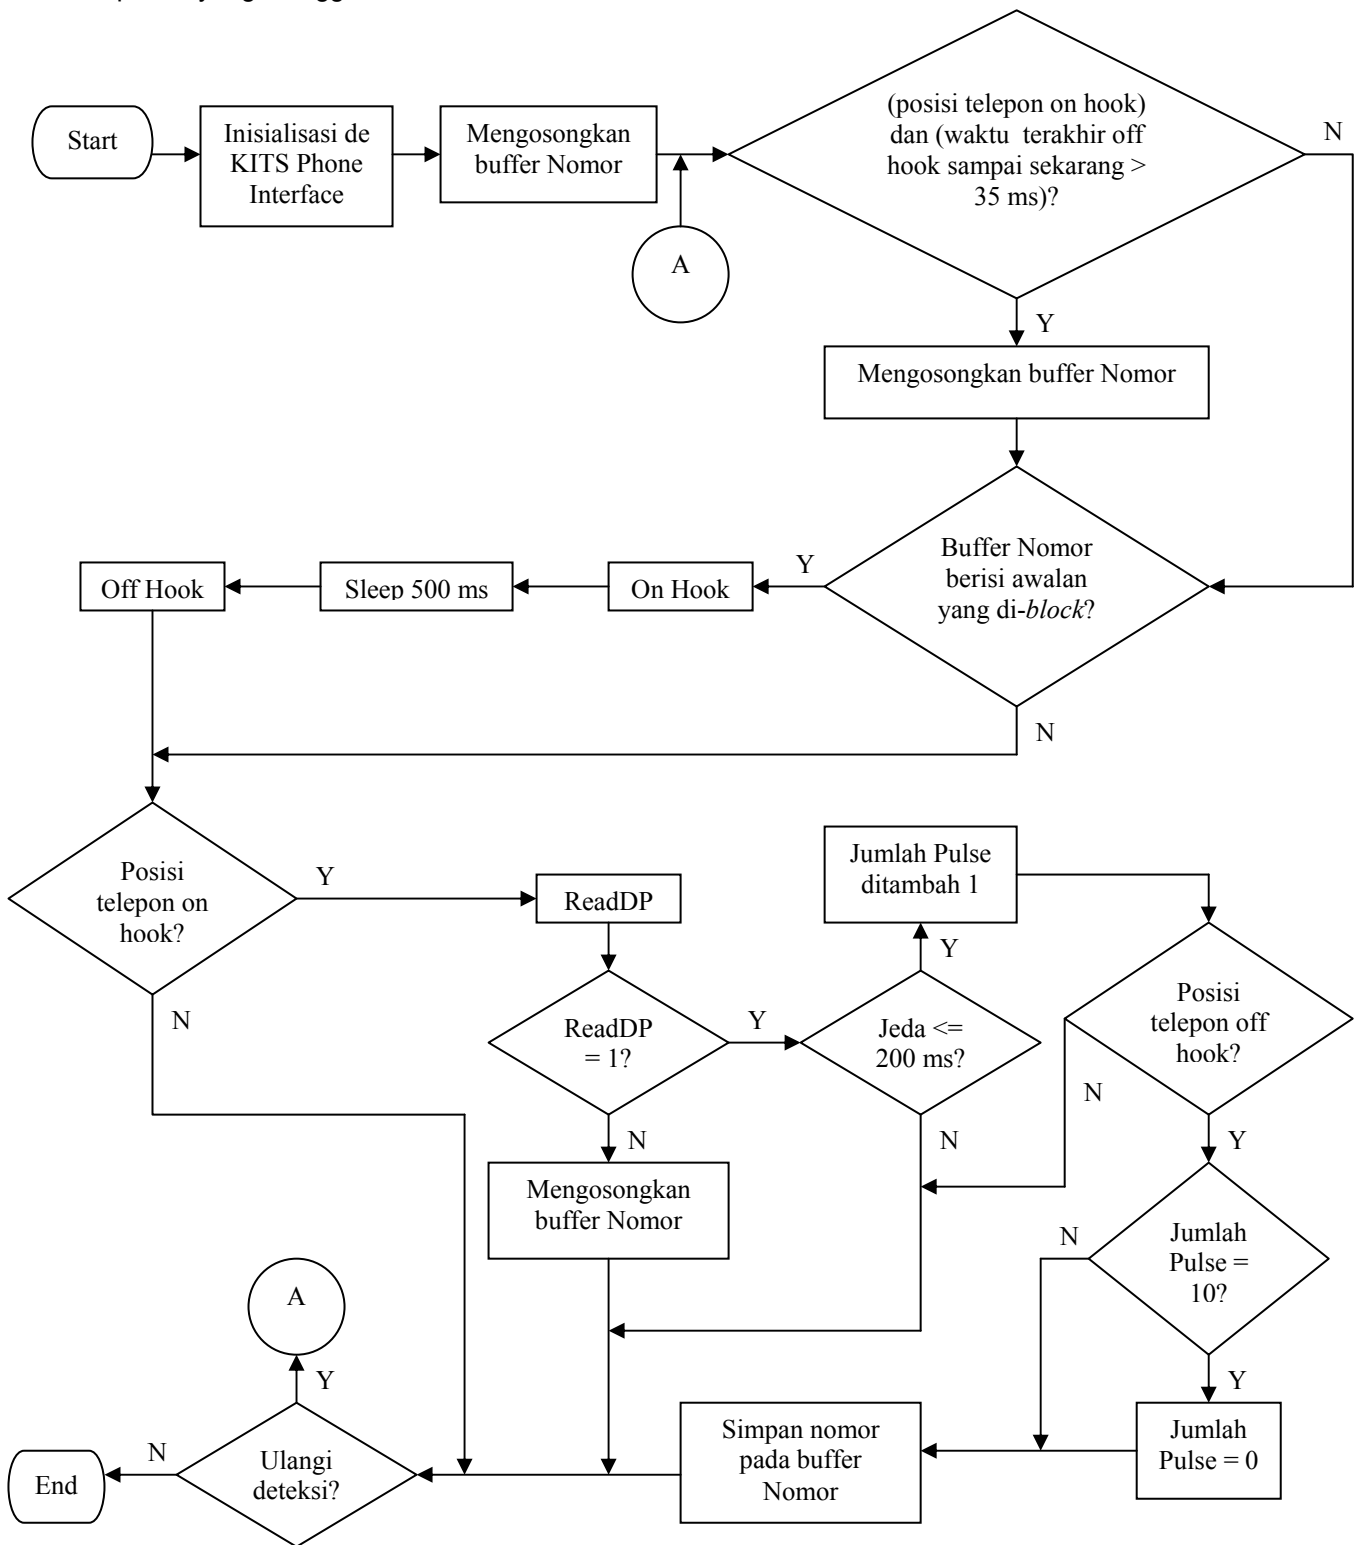 Start
Inisialisasi de
KITS Phone
Interface
Mengosongkan
buffer Nomor
(posisi telepon on hook)
dan (waktu terakhir off
hook sampai sekarang >
35 ms)?
N
A
Y
Mengosongkan buffer Nomor
Buffer Nomor
berisi awalan
yang di-block?
Y
On Hook
Sleep 500 ms
Off Hook
N
Posisi
telepon on
hook?
Y
N
ReadDP
ReadDP
= 1?
Y
N
Jeda <=
200 ms?
Y
N
Jumlah Pulse
ditambah 1
Posisi
telepon off
hook?
N
Y
Mengosongkan
buffer Nomor
Jumlah
Pulse =
10?
N
Y
Jumlah
Pulse = 0
Simpan nomor
pada buffer
Nomor
A
Y
Ulangi
deteksi?
N
End